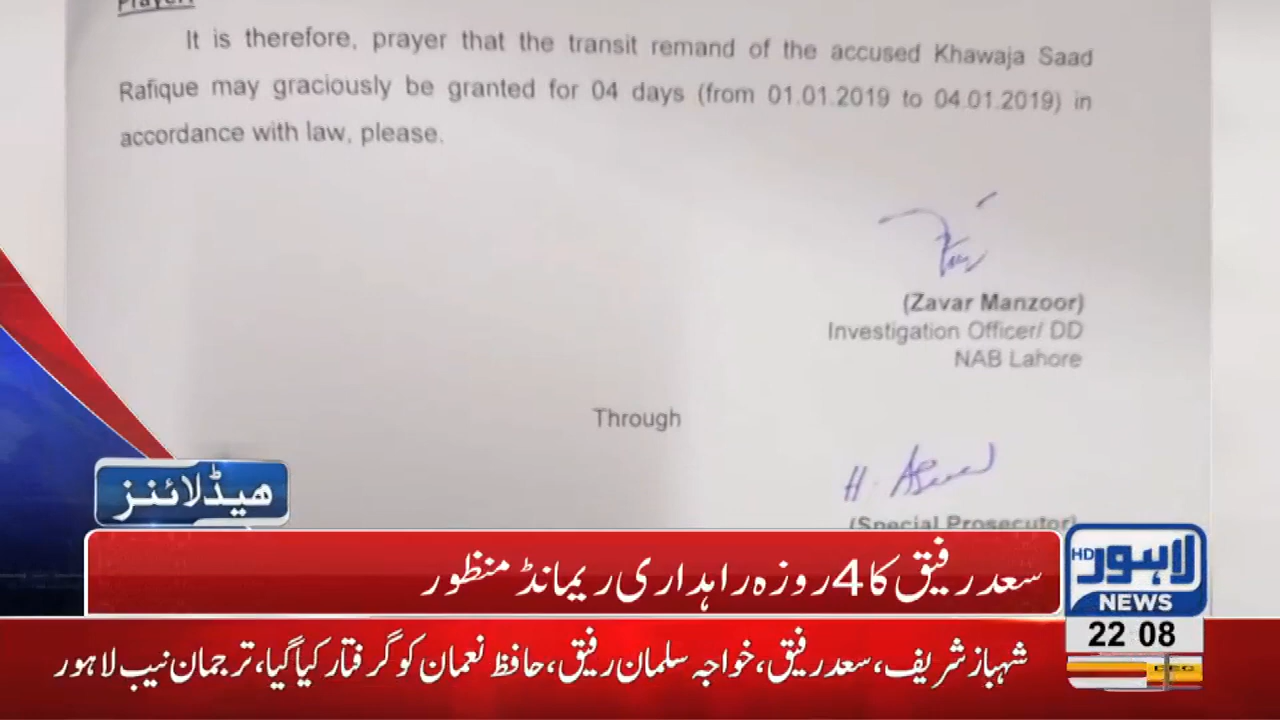 Prayer:
It is therefore, prayer that the transit remand of the accused Khawaja Saad
Rafique may graciously be granted for 04 days (from 01.01.2019 to 04.01.2019) in
accordance with law, please.
(Zavar Manzoor)
Investigation Officer/ DD
NAB Lahore
Through
(Special Prosecutor)
ھیڈلائنز
سعد رفیق کا 4 روزہ راہداری ریمانڈ منظور
HD
لاہور
NEWS
22 08
شہباز شریف، سعد رفیق، خواجہ سلمان رفیق، حافظ نعمان کو گرفتار کیا گیا، ترجمان نیب لاہور